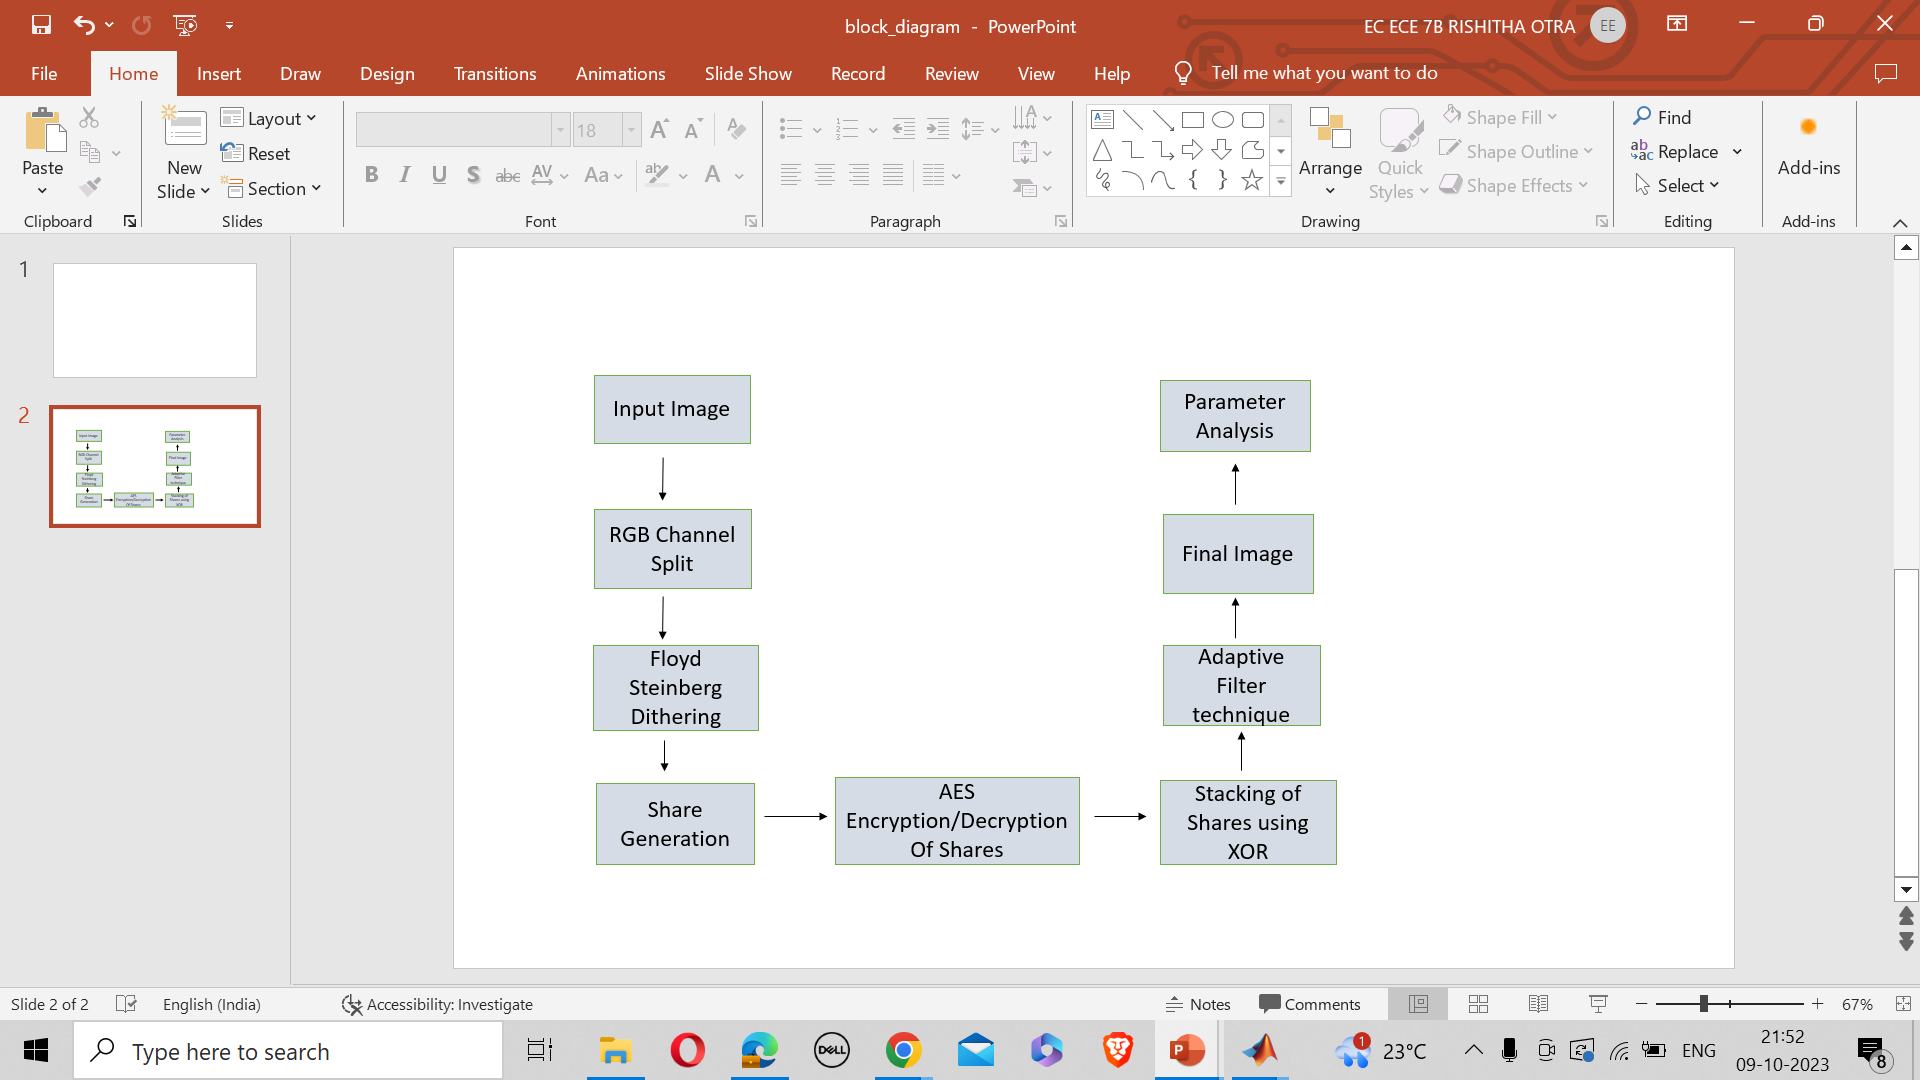 block_diagram - PowerPoint
EC ECE 7B RISHITHA OTRA
EE
File
Home
Insert
Draw
Design
Transitions
Animations
Slide Show
Record
Review
View
Help
Tell me what you want to do
Paste
Clipboard
New
Slide
Layout
Reset
Section
Slides
18
B
I
U
S
abc
AV
Aa
A
Font
Paragraph
Arrange
Quick
Styles
Shape Fill
Shape Outline
Shape Effects
Drawing
Find
Replace
Select
Editing
Add-ins
Add-ins
1
2
Input Image
RGB Channel
Split
Floyd
Steinberg
Dithering
Share
Generation
AES
Encryption/Decryption
Of Shares
Stacking of
Shares using
XOR
Adaptive
Filter
technique
Final Image
Parameter
Analysis
Slide 2 of 2
English (India)
Accessibility: Investigate
Notes
Comments
67%
Type here to search
DELL
P
1
23°C
ENG
21:52
09-10-2023
8